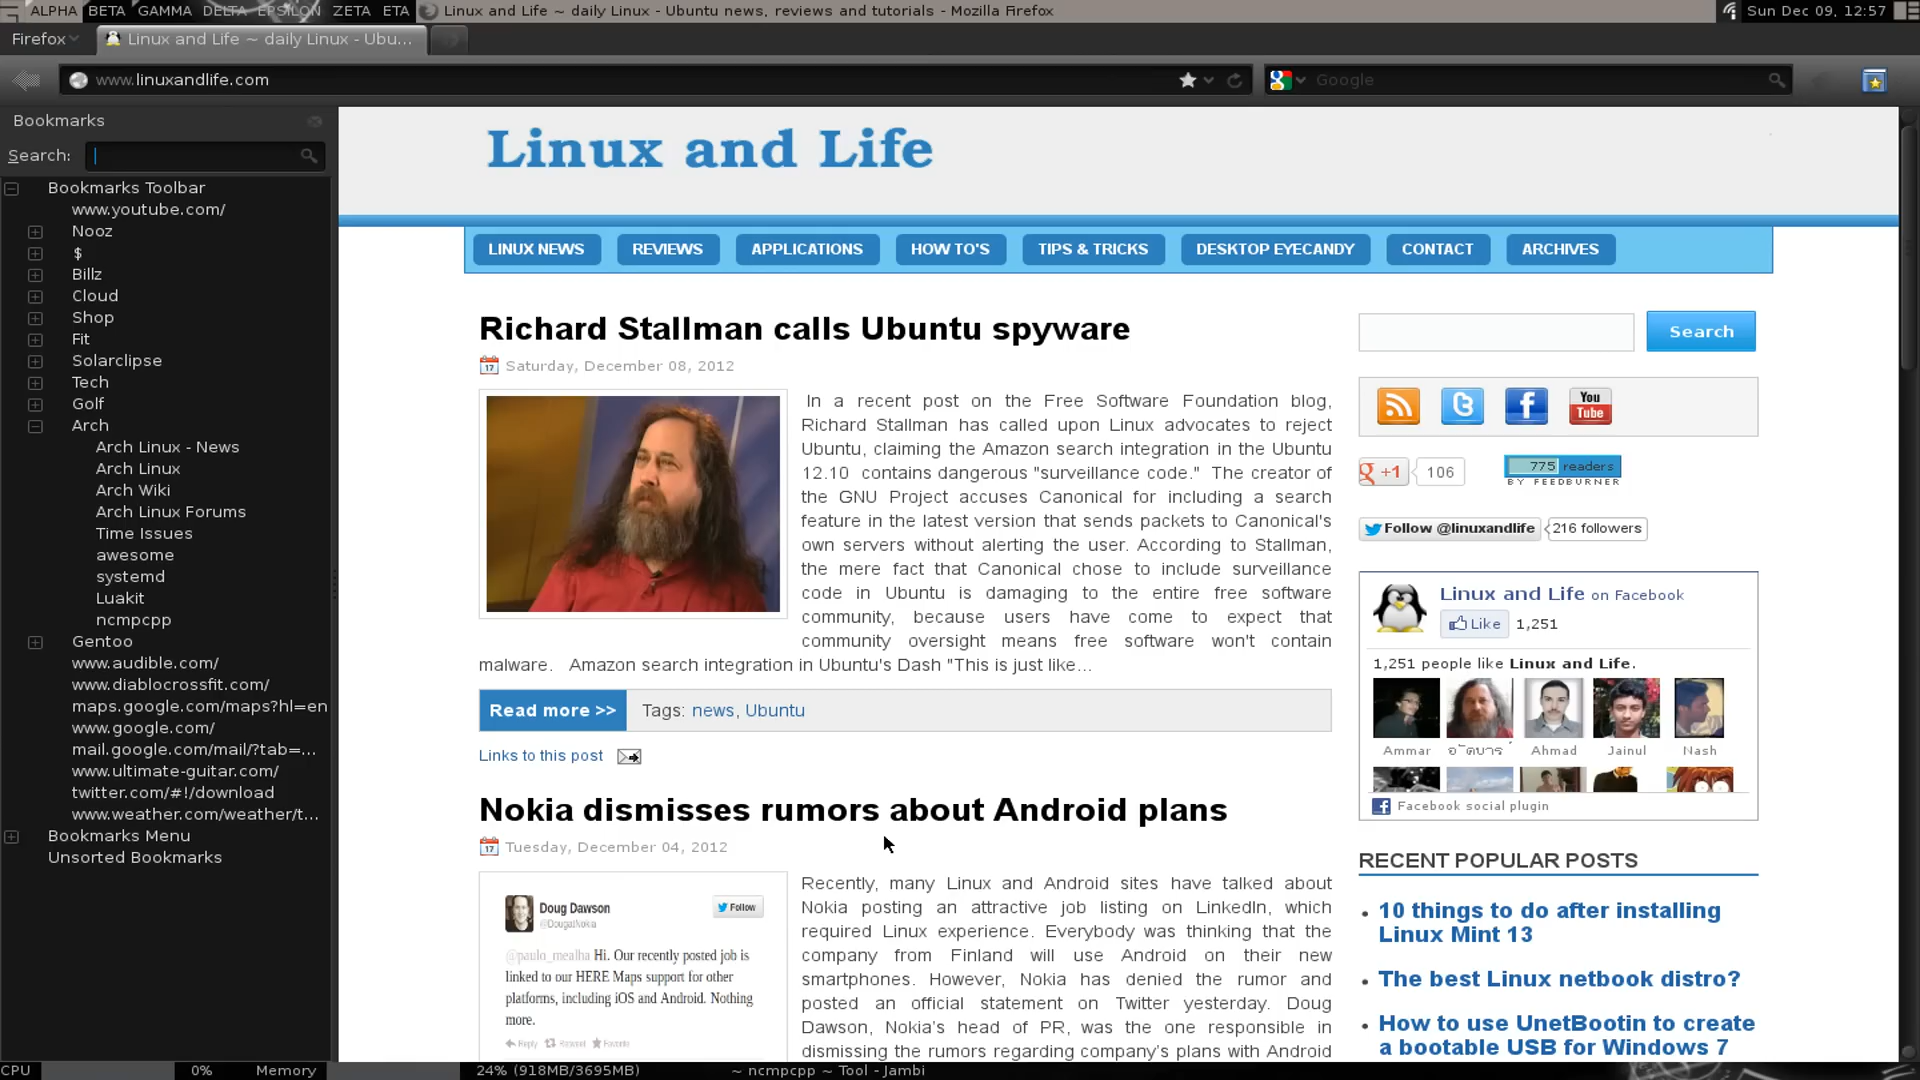 ALPHA BETA GAMMA DELTA EPSILON ZETA ETA Linux and Life ~ daily Linux - Ubuntu news, reviews and tutorials - Mozilla Firefox Sun Dec 09, 12:57
Firefox Linux and Life ~ daily Linux - Ubu...
www.linuxandlife.com Google
Bookmarks
Search:
Bookmarks Toolbar
www.youtube.com/
Nooz
$
Billz
Cloud
Shop
Fit
Solarclipse
Tech
Golf
Arch
Arch Linux - News
Arch Linux
Arch Wiki
Arch Linux Forums
Time Issues
awesome
systemd
Luakit
ncmpcpp
Gentoo
www.audible.com/
www.diablocrossfit.com/
maps.google.com/maps?hl=en
www.google.com/
mail.google.com/mail/?tab=...
www.ultimate-guitar.com/
twitter.com/#!/download
www.weather.com/weather/t...
Bookmarks Menu
Unsorted Bookmarks
Linux and Life
LINUX NEWS REVIEWS APPLICATIONS HOW TO'S TIPS & TRICKS DESKTOP EYECANDY CONTACT ARCHIVES
Richard Stallman calls Ubuntu spyware
17 Saturday, December 08, 2012
In a recent post on the Free Software Foundation blog,
Richard Stallman has called upon Linux advocates to reject
Ubuntu, claiming the Amazon search integration in the Ubuntu
12.10 contains dangerous "surveillance code." The creator of
the GNU Project accuses Canonical for including a search
feature in the latest version that sends packets to Canonical's
own servers without alerting the user. According to Stallman,
the mere fact that Canonical chose to include surveillance
code in Ubuntu is damaging to the entire free software
community, because users have come to expect that
community oversight means free software won't contain
malware. Amazon search integration in Ubuntu's Dash "This is just like...
Read more >> Tags: news, Ubuntu
Links to this post
Nokia dismisses rumors about Android plans
17 Tuesday, December 04, 2012
Doug Dawson
@DougatNokia
Follow
@paulo_mealha Hi. Our recently posted job is
linked to our HERE Maps support for other
platforms, including iOS and Android. Nothing
more.
Reply Retweet Favorite
Recently, many Linux and Android sites have talked about
Nokia posting an attractive job listing on LinkedIn, which
required Linux experience. Everybody was thinking that the
company from Finland will use Android on their new
smartphones. However, Nokia has denied the rumor and
posted an official statement on Twitter yesterday. Doug
Dawson, Nokia's head of PR, was the one responsible in
dismissing the rumors regarding company's plans with Android
Search
You
Tube
g +1 106
775 readers
BY FEEDBURNER
Follow @linuxandlife 216 followers
Linux and Life on Facebook
Like 1,251
1,251 people like Linux and Life.
Ammar Ahmad Jainul Nash
Facebook social plugin
RECENT POPULAR POSTS
10 things to do after installing
Linux Mint 13
The best Linux netbook distro?
How to use UnetBootin to create
a bootable USB for Windows 7
CPU 0% Memory 24% (918MB/3695MB) ~ ncmpcpp ~ Tool - Jambi